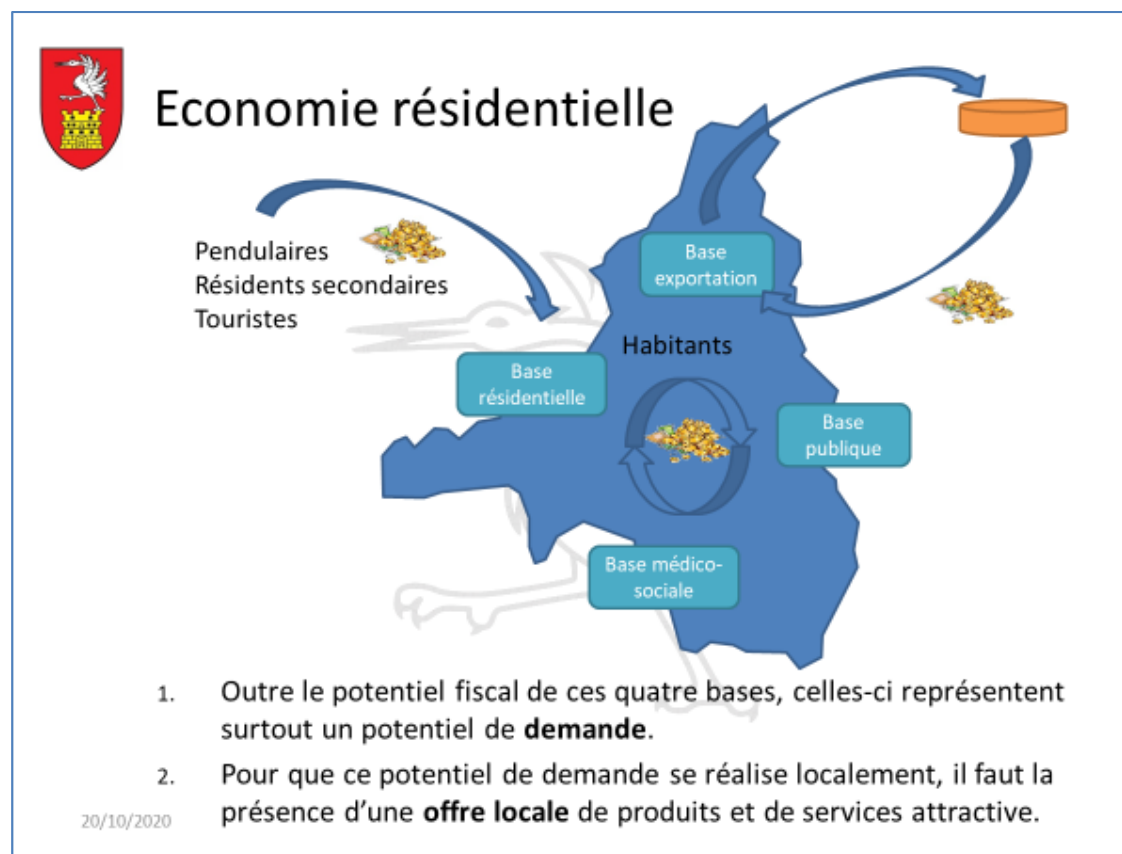 Economie résidentielle
Pendulaires
Résidents secondaires
Touristes
Base
exportation
Habitants
Base
résidentielle
Base
publique
Base médico-
sociale
1. Outre le potentiel fiscal de ces quatre bases, celles-ci représentent
surtout un potentiel de demande.
2. Pour que ce potentiel de demande se réalise localement, il faut la
présence d’une offre locale de produits et de services attractive.
20/10/2020